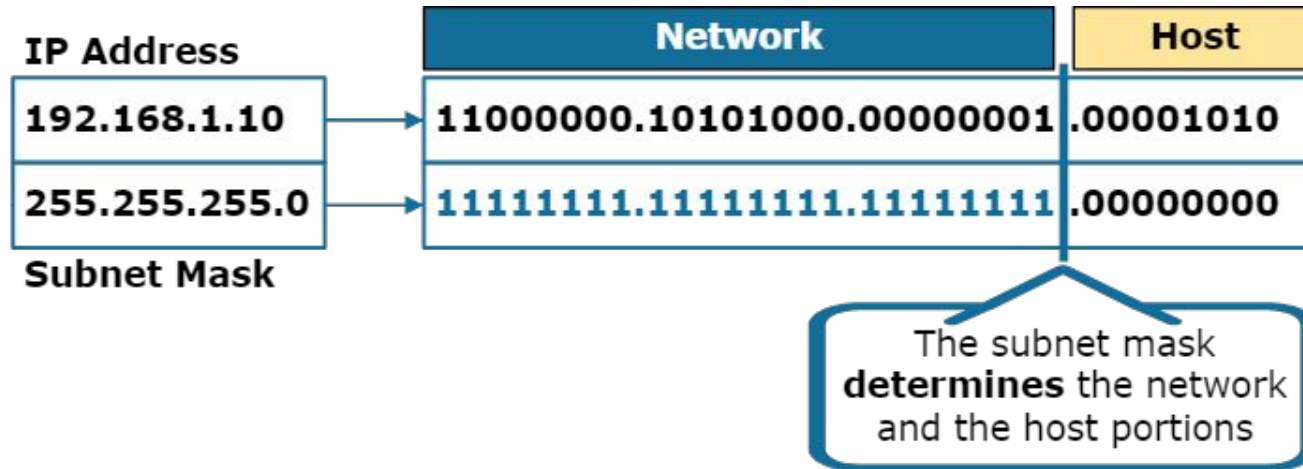 IP Address
Network
Host
192.168.1.10
11000000.10101000.00000001
.00001010
255.255.255.0
11111111.11111111.11111111
.00000000
Subnet Mask
The subnet mask
determines the network
and the host portions